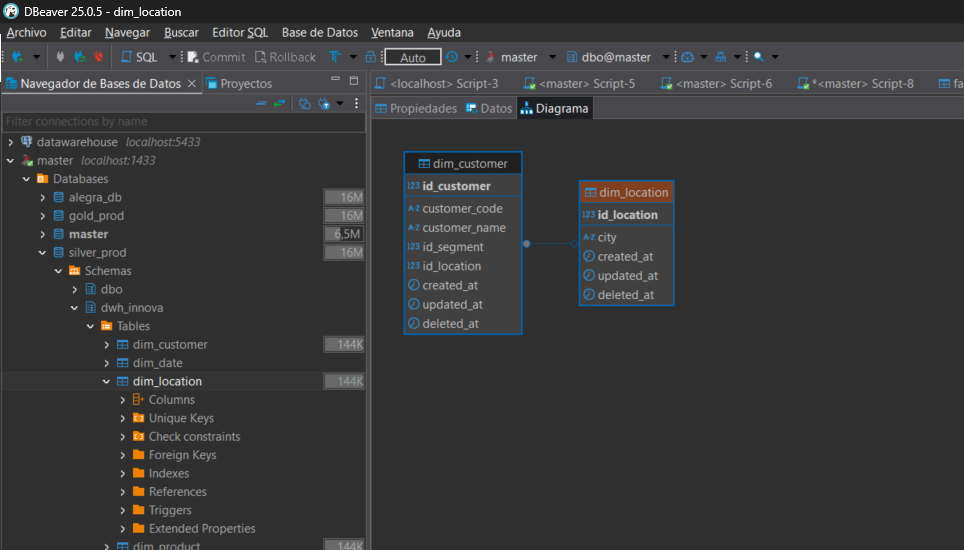 DBeaver 25.0.5 - dim_location
Archivo Editar Navegar Buscar Editor SQL Base de Datos Ventana Ayuda
SQL Commit Rollback Auto master dbo@master
Navegador de Bases de Datos Proyectos
<localhost> Script-3 <master> Script-5 <master> Script-6 *<master> Script-8 fa
Propiedades Datos Diagrama
Filter connections by name
datawarehouse localhost:5433
master localhost:1433
Databases
alegra_db 16M
gold_prod 16M
master 6,5M
silver_prod 16M
Schemas
dbo
dwh_innova
Tables
dim_customer 144K
dim_date
dim_location 144K
Columns
Unique Keys
Check constraints
Foreign Keys
Indexes
References
Triggers
Extended Properties
dim_product 144K
dim_customer
123 id_customer
A-Z customer_code
A-Z customer_name
123 id_segment
123 id_location
created_at
updated_at
deleted_at
dim_location
123 id_location
A-Z city
created_at
updated_at
deleted_at